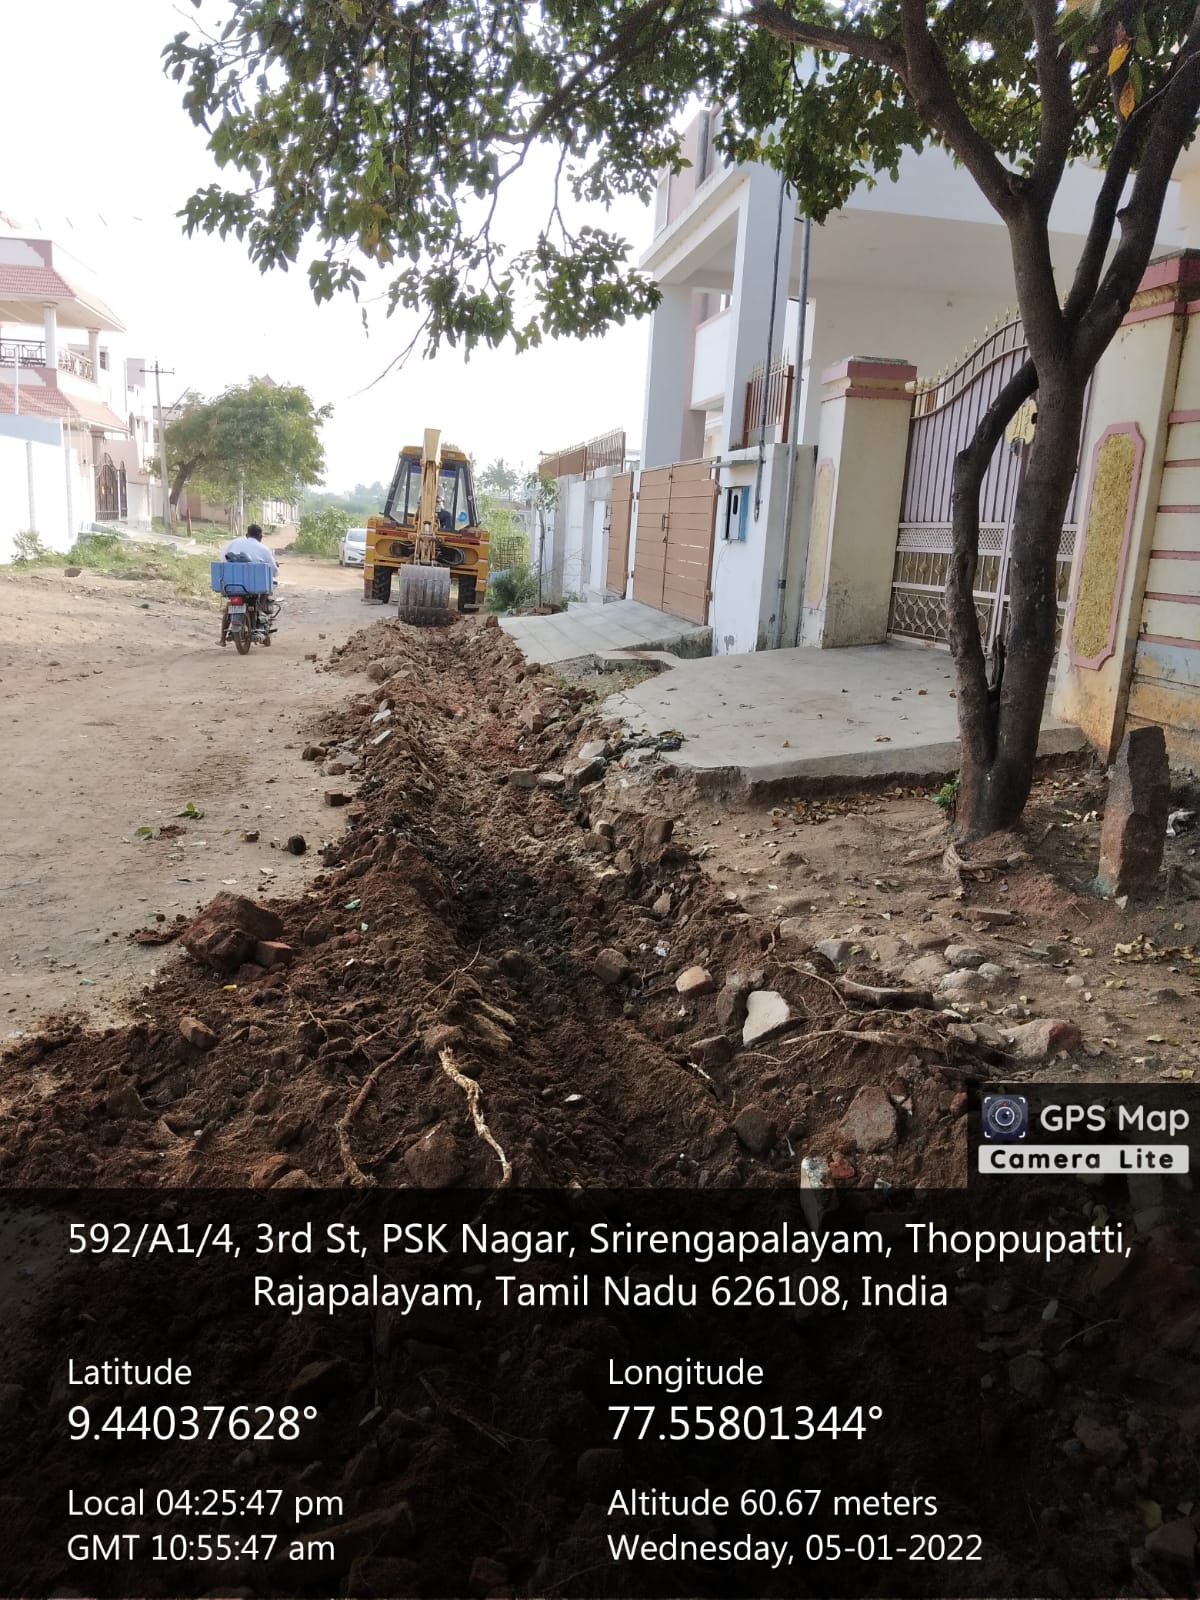 GPS Map
Camera Lite
592/A1/4, 3rd St, PSK Nagar, Srirengapalayam, Thoppupatti,
Rajapalayam, Tamil Nadu 626108, India
Latitude
9.44037628°
Longitude
77.55801344°
Local 04:25:47 pm
GMT 10:55:47 am
Altitude 60.67 meters
Wednesday, 05-01-2022